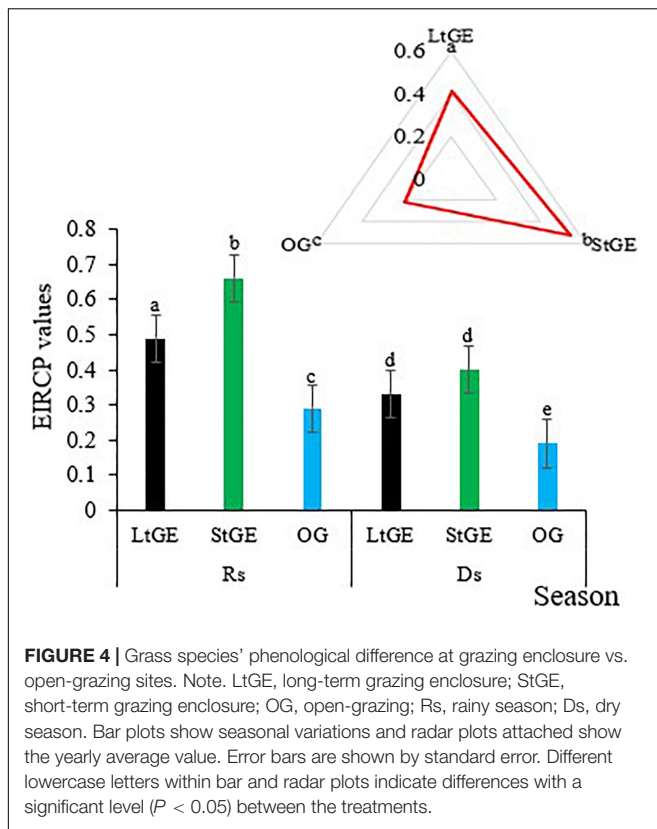 LtGE
a
0.6
0.4
0.2
0
OG c
b StGE
0.8
0.7
0.6
0.5
0.4
0.3
0.2
0.1
0
EIRCP values
a
b
c
d
d
e
LtGE StGE OG LtGE StGE OG
Rs Ds
Season
FIGURE 4 | Grass species' phenological difference at grazing enclosure vs.
open-grazing sites. Note. LtGE, long-term grazing enclosure; StGE,
short-term grazing enclosure; OG, open-grazing; Rs, rainy season; Ds, dry
season. Bar plots show seasonal variations and radar plots attached show
the yearly average value. Error bars are shown by standard error. Different
lowercase letters within bar and radar plots indicate differences with a
significant level (P < 0.05) between the treatments.